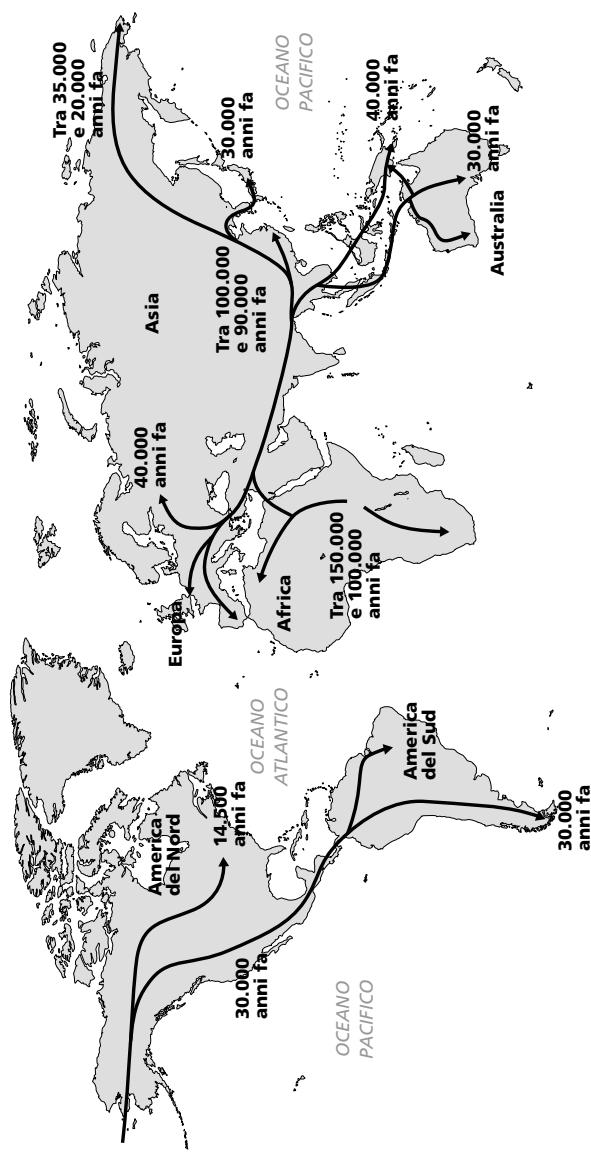 America
del Nord
14.500
anni fa
30.000
anni fa
OCEANO
PACIFICO
OCEANO
ATLANTICO
America
del Sud
30.000
anni fa
Europa
40.000
anni fa
Africa
Tra 150.000
e 100.000
anni fa
Asia
Tra 100.000
e 90.000
anni fa
Tra 35.000
e 20.000
anni fa
30.000
anni fa
OCEANO
PACIFICO
40.000
anni fa
30.000
anni fa
Australia